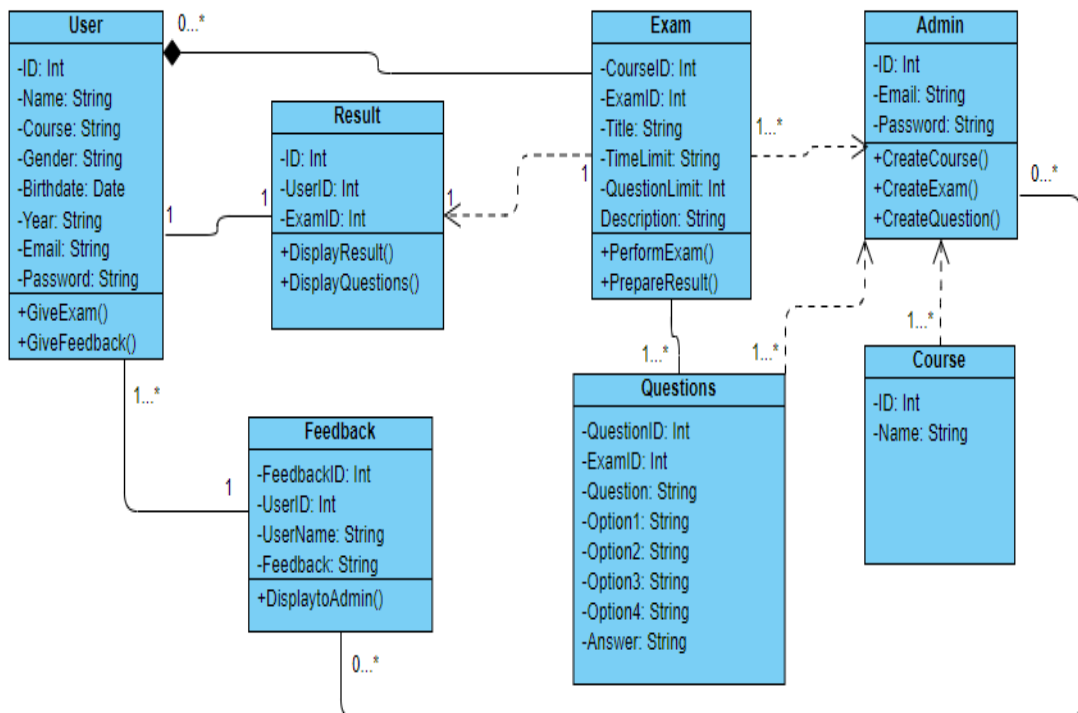 User
-ID: Int
-Name: String
-Course: String
-Gender: String
-Birthdate: Date
-Year: String
-Email: String
-Password: String
+GiveExam()
+GiveFeedback()
0...*
1
1
Result
-ID: Int
-UserID: Int
-ExamID: Int
+DisplayResult()
+DisplayQuestions()
1
1
Exam
-CourseID: Int
-ExamID: Int
-Title: String
-TimeLimit: String
-QuestionLimit: Int
Description: String
+PerformExam()
+PrepareResult()
1...*
Admin
-ID: Int
-Email: String
-Password: String
+CreateCourse()
+CreateExam()
+CreateQuestion()
0...*
1...*
1
Feedback
-FeedbackID: Int
-UserID: Int
-UserName: String
-Feedback: String
+DisplaytoAdmin()
0...*
1...*
1...*
Questions
-QuestionID: Int
-ExamID: Int
-Question: String
-Option1: String
-Option2: String
-Option3: String
-Option4: String
-Answer: String
1...*
Course
-ID: Int
-Name: String